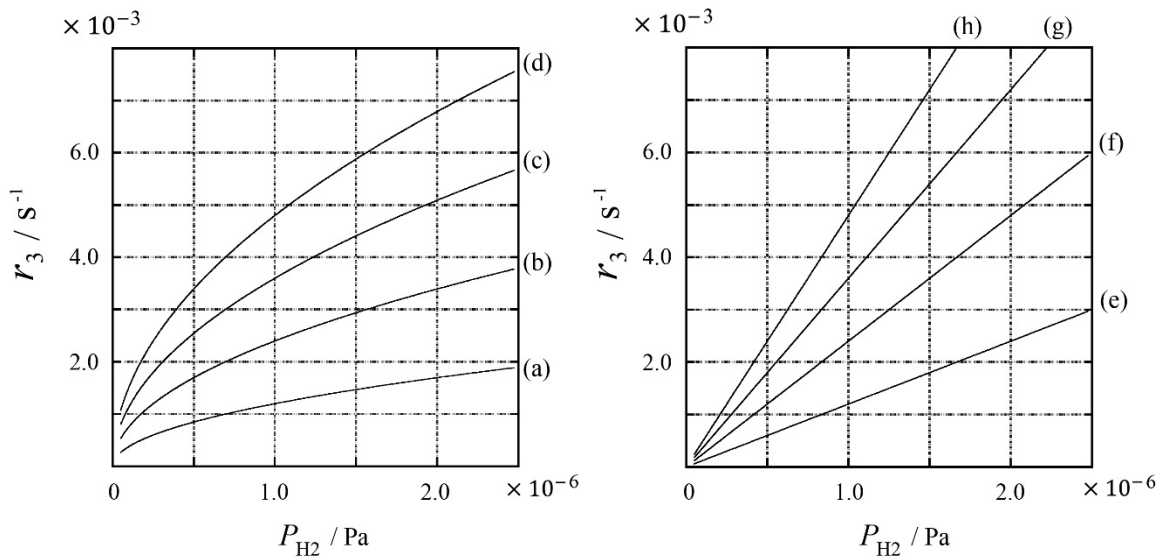 × 10⁻³
(d)
(c)
(b)
(a)
6.0
4.0
2.0
r₃ / s⁻¹
0
1.0
2.0
× 10⁻⁶
P_H2 / Pa
× 10⁻³
(h)
(g)
(f)
(e)
6.0
4.0
2.0
r₃ / s⁻¹
0
1.0
2.0
× 10⁻⁶
P_H2 / Pa